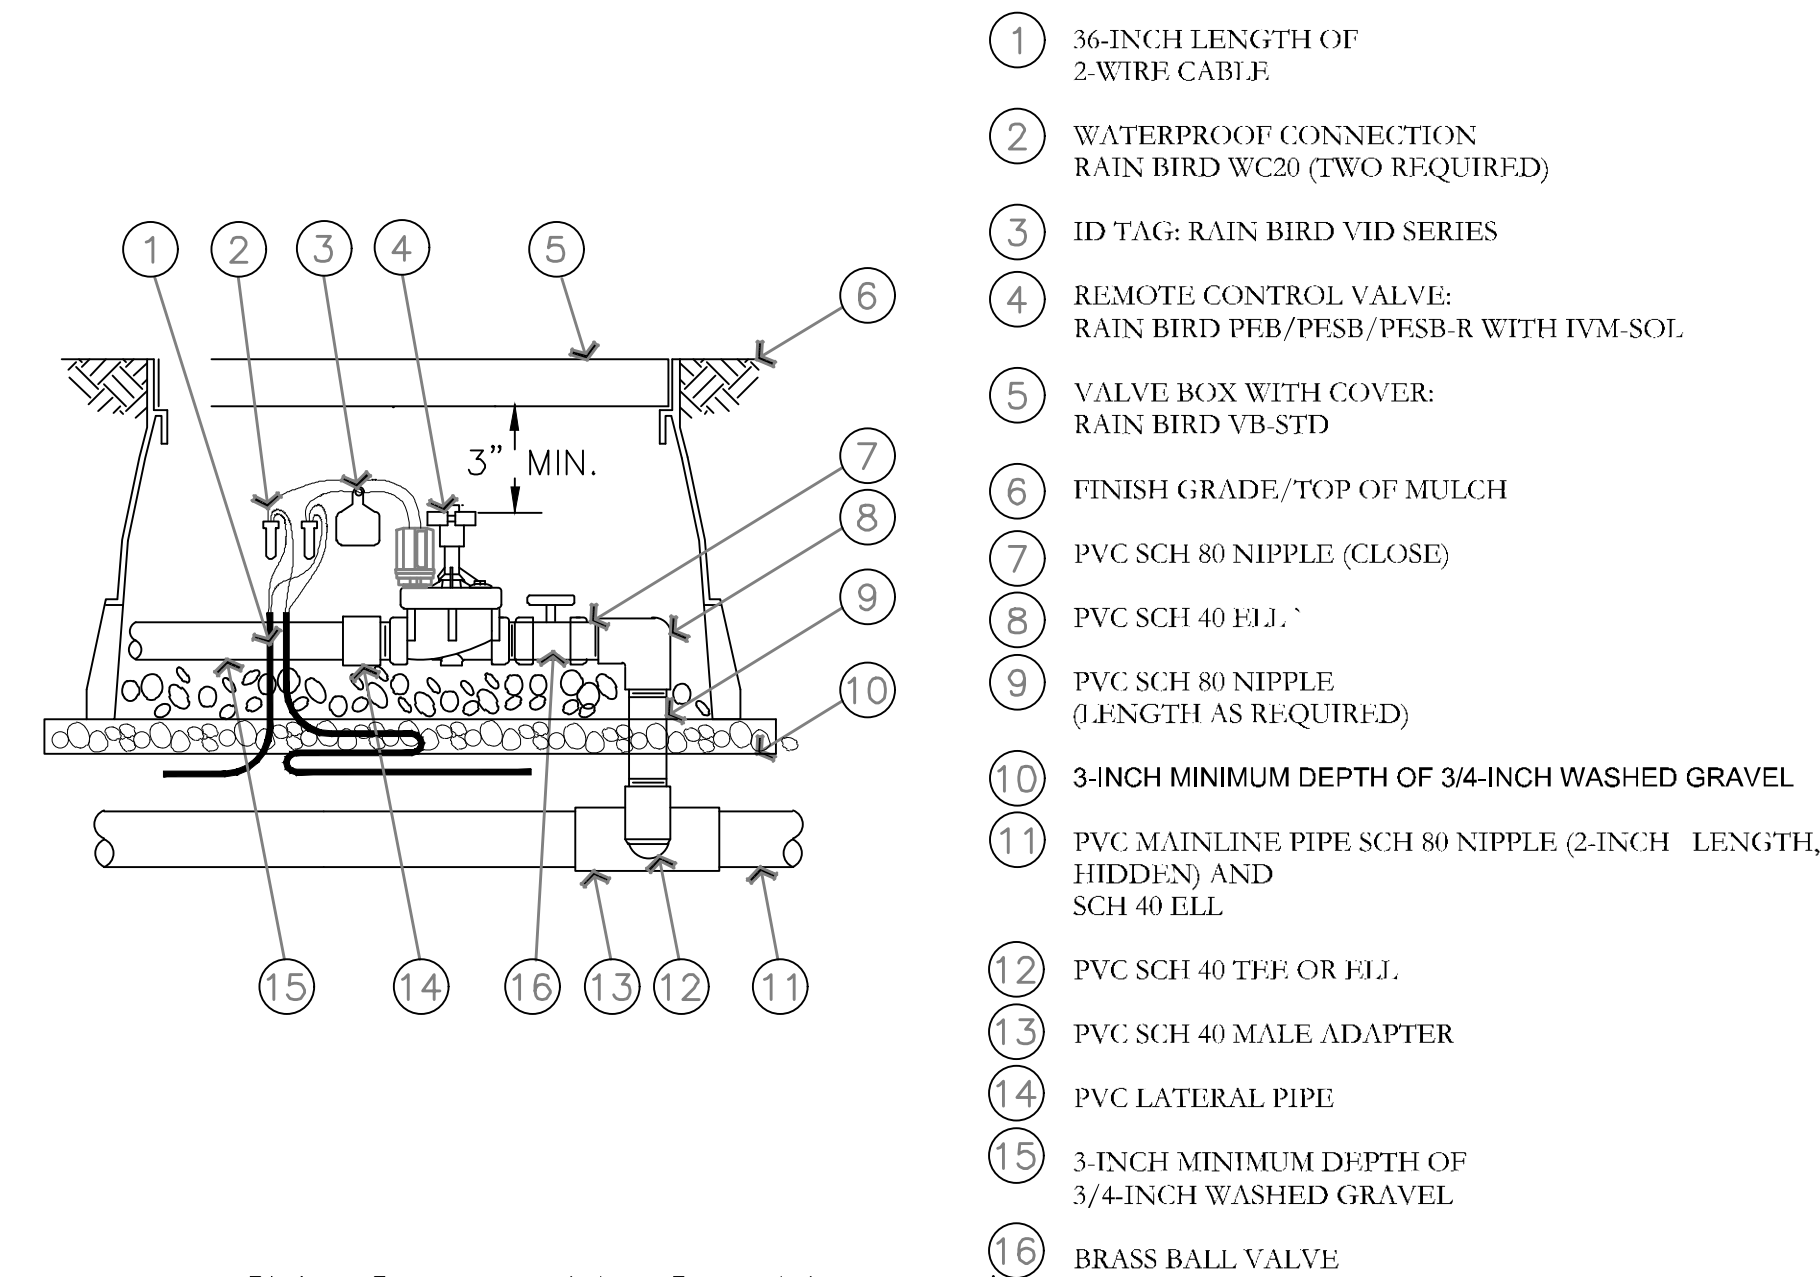 1 2 3 4 5
6
3" MIN.
7
8
9
10
15 14 16 13 12 11
1 36-INCH LENGTH OF
2-WIRE CABLE
2 WATERPROOF CONNECTION
RAIN BIRD WC20 (TWO REQUIRED)
3 ID TAG: RAIN BIRD VID SERIES
4 REMOTE CONTROL VALVE:
RAIN BIRD PEB/PESB/PESB-R WITH IVM-SOL
5 VALVE BOX WITH COVER:
RAIN BIRD VB-STD
6 FINISH GRADE/TOP OF MULCH
7 PVC SCH 80 NIPPLE (CLOSE)
8 PVC SCH 40 ELL `
9 PVC SCH 80 NIPPLE
(LENGTH AS REQUIRED)
10 3-INCH MINIMUM DEPTH OF 3/4-INCH WASHED GRAVEL
11 PVC MAINLINE PIPE SCH 80 NIPPLE (2-INCH LENGTH,
HIDDEN) AND
SCH 40 ELL
12 PVC SCH 40 TEE OR ELL
13 PVC SCH 40 MALE ADAPTER
14 PVC LATERAL PIPE
15 3-INCH MINIMUM DEPTH OF
3/4-INCH WASHED GRAVEL
16 BRASS BALL VALVE